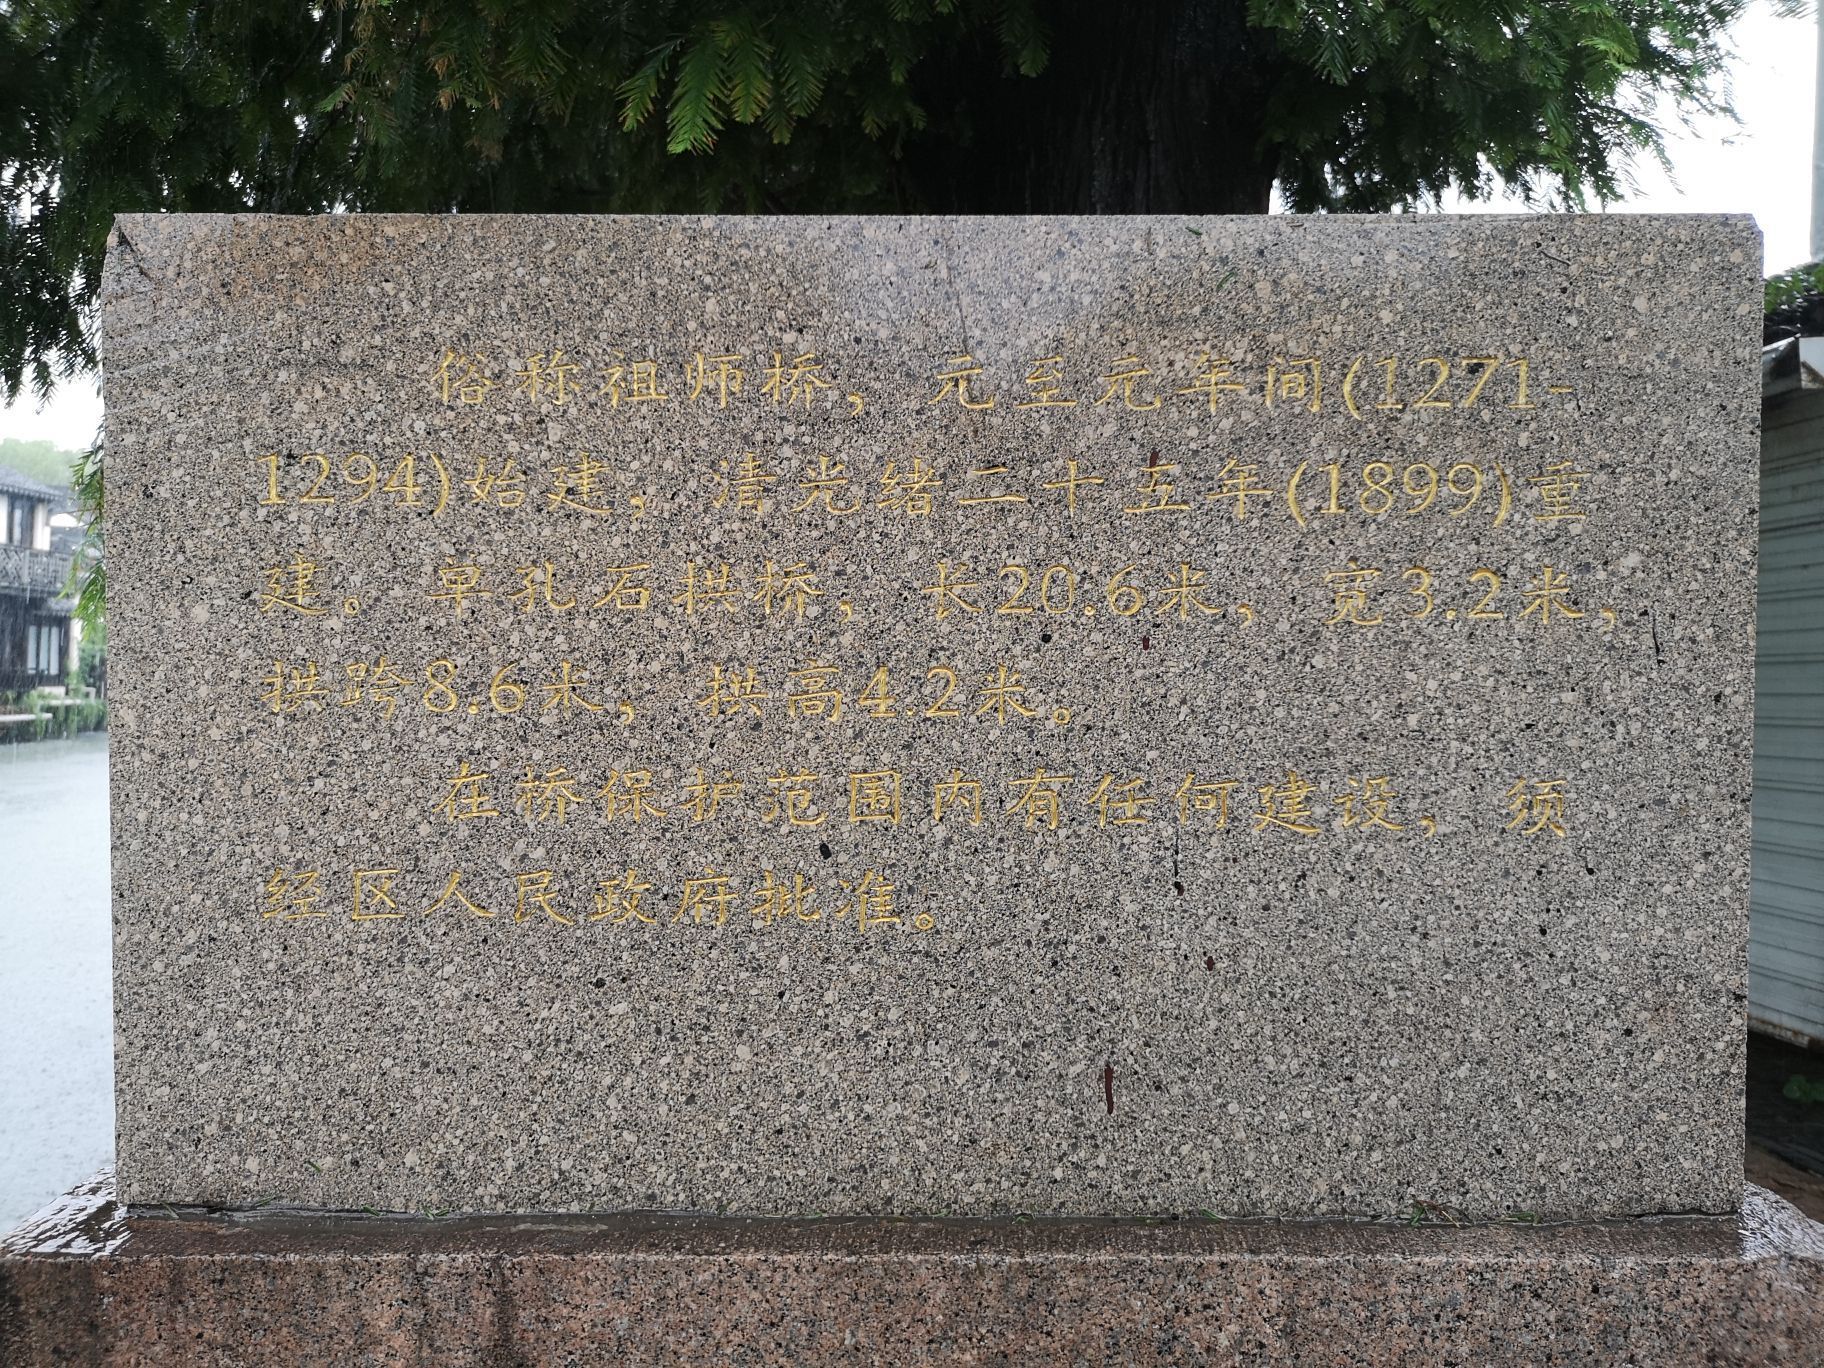 俗称祖师桥，元至元年间(1271-
1294)始建，清光绪二十五年(1899)重
建。单孔石拱桥，长20.6米，宽3.2米，
拱跨8.6米，拱高4.2米。
在桥保护范围内有任何建设，须
经区人民政府批准。